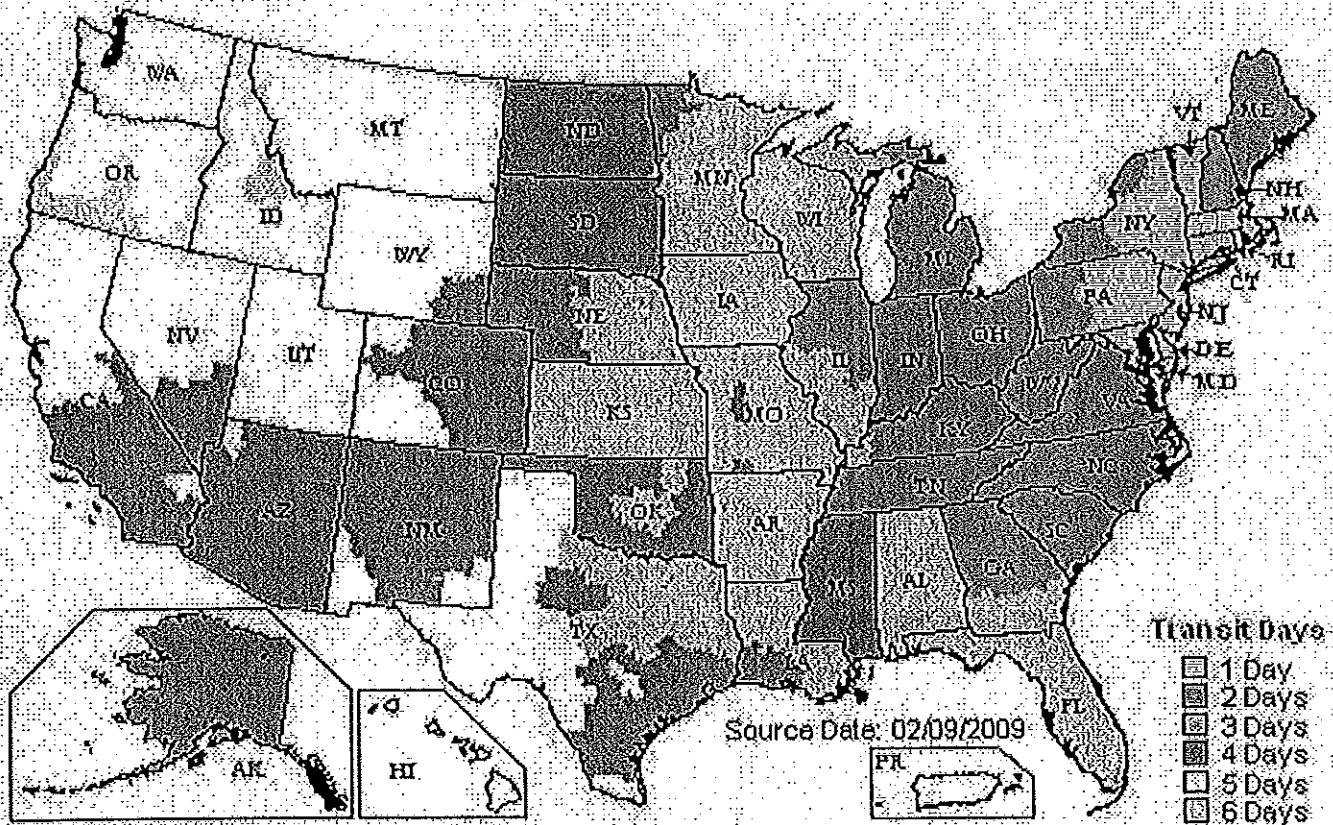 WA
MT
ND
OR
ID
SD
WY
MN
WI
MI
VT
ME
NH
MA
NY
RI
CT
PA
NJ
DE
MD
NV
UT
CO
NE
IA
IL
IN
OH
WV
VA
CA
KS
MO
KY
NC
TN
AZ
NM
OK
AR
SC
MS
AL
GA
TX
FL
AK
HI
PR
Source Date: 02/09/2009
Transit Days
1 Day
2 Days
3 Days
4 Days
5 Days
6 Days